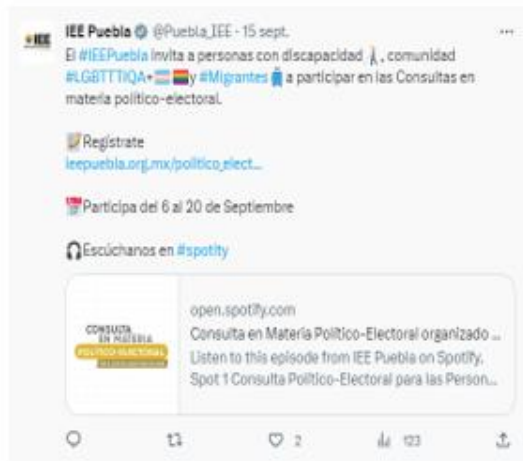 IEE
IEE Puebla @Puebla_IEE · 15 sept.
El #IEEPuebla invita a personas con discapacidad, comunidad
#LGBTTTIQA+ y #Migrantes a participar en las Consultas en
materia político-electoral.
Regístrate
ieepuebla.org.mx/politico_elect...
Participa del 6 al 20 de Septiembre
Escúchanos en #spotity
CONSULTA
EN MATERIA
POLÍTICO-ELECTORAL
open.spotify.com
Consulta en Materia Político-Electoral organizado ...
Listen to this episode from IEE Puebla on Spotify.
Spot 1 Consulta Político-Electoral para las Person...
2
123